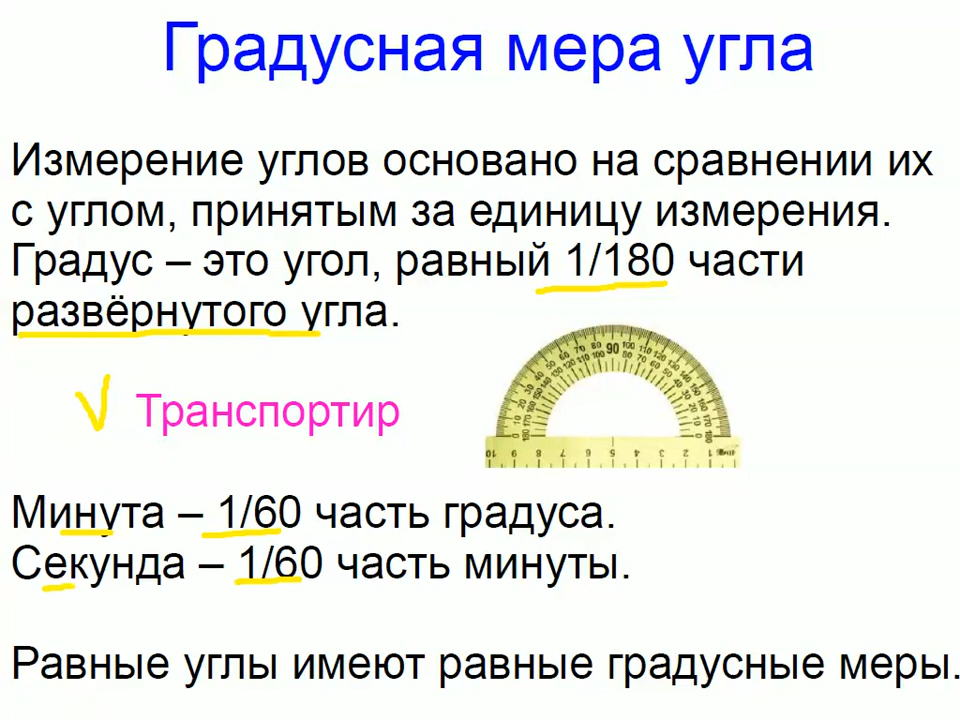 Градусная мера угла
Измерение углов основано на сравнении их
с углом, принятым за единицу измерения.
Градус – это угол, равный 1/180 части
развёрнутого угла.
Транспортир
90
Минута – 1/60 часть градуса.
Секунда – 1/60 часть минуты.
Равные углы имеют равные градусные меры.